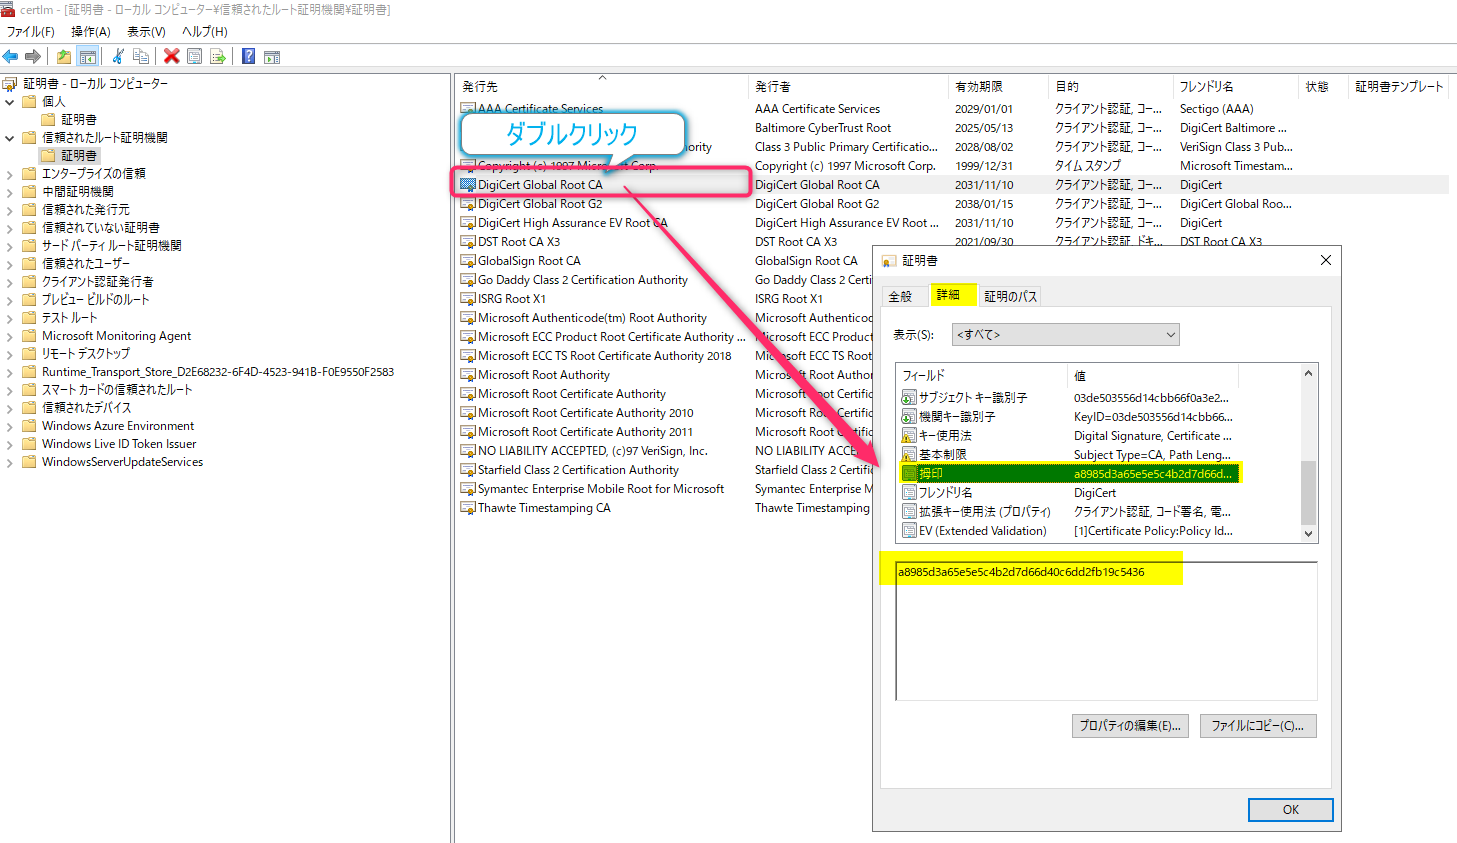 certlm - [証明書 - ローカル コンピューター¥信頼されたルート証明機関¥証明書]
ファイル(F) 操作(A) 表示(V) ヘルプ(H)
証明書 - ローカル コンピューター
個人
証明書
信頼されたルート証明機関
証明書
エンタープライズの信頼
中間証明機関
信頼された発行元
信頼されていない証明書
サード パーティ ルート証明機関
信頼されたユーザー
クライアント認証発行者
プレビュー ビルドのルート
テスト ルート
Microsoft Monitoring Agent
リモート デスクトップ
Runtime_Transport_Store_D2E68232-6F4D-4523-941B-F0E9550F2583
スマート カードの信頼されたルート
信頼されたデバイス
Windows Azure Environment
Windows Live ID Token Issuer
WindowsServerUpdateServices
発行先 発行者 有効期限 目的 フレンドリ名 状態 証明書テンプレート
AAA Certificate Services AAA Certificate Services 2029/01/01 クライアント認証, コー... Sectigo (AAA)
ダブルクリック
Baltimore CyberTrust Root 2025/05/13 クライアント認証, コー... DigiCert Baltimore ...
ority Class 3 Public Primary Certificatio... 2028/08/02 クライアント認証, コー... VeriSign Class 3 Pub...
Copyright (c) 1997 Microsoft Corp. Copyright (c) 1997 Microsoft Corp. 1999/12/31 タイム スタンプ Microsoft Timestam...
DigiCert Global Root CA DigiCert Global Root CA 2031/11/10 クライアント認証, コー... DigiCert
DigiCert Global Root G2 DigiCert Global Root G2 2038/01/15 クライアント認証, コー... DigiCert Global Roo...
DigiCert High Assurance EV Root CA DigiCert High Assurance EV Root ... 2031/11/10 クライアント認証, コー... DigiCert
DST Root CA X3 DST Root CA X3 2021/09/30 クライアント認証, ドキ... DST Root CA X3
GlobalSign Root CA GlobalSign Root CA
Go Daddy Class 2 Certification Authority Go Daddy Class 2 Certi
ISRG Root X1 ISRG Root X1
Microsoft Authenticode(tm) Root Authority Microsoft Authenticod
Microsoft ECC Product Root Certificate Authority ... Microsoft ECC Product
Microsoft ECC TS Root Certificate Authority 2018 Microsoft ECC TS Root
Microsoft Root Authority Microsoft Root Author
Microsoft Root Certificate Authority Microsoft Root Certific
Microsoft Root Certificate Authority 2010 Microsoft Root Certific
Microsoft Root Certificate Authority 2011 Microsoft Root Certific
NO LIABILITY ACCEPTED, (c)97 VeriSign, Inc. NO LIABILITY ACCEPT
Starfield Class 2 Certification Authority Starfield Class 2 Certifi
Symantec Enterprise Mobile Root for Microsoft Symantec Enterprise M
Thawte Timestamping CA Thawte Timestamping
証明書
全般 詳細 証明のパス
表示(S): <すべて>
フィールド 値
サブジェクト キー識別子 03de503556d14cbb66f0a3e2...
機関キー識別子 KeyID=03de503556d14cbb66...
キー使用法 Digital Signature, Certificate ...
基本制限 Subject Type=CA, Path Leng...
拇印 a8985d3a65e5e5c4b2d7d66d...
フレンドリ名 DigiCert
拡張キー使用法 (プロパティ) クライアント認証, コード署名, 電...
EV (Extended Validation) [1]Certificate Policy:Policy Id...
a8985d3a65e5e5c4b2d7d66d40c6dd2fb19c5436
プロパティの編集(E)... ファイルにコピー(C)...
OK